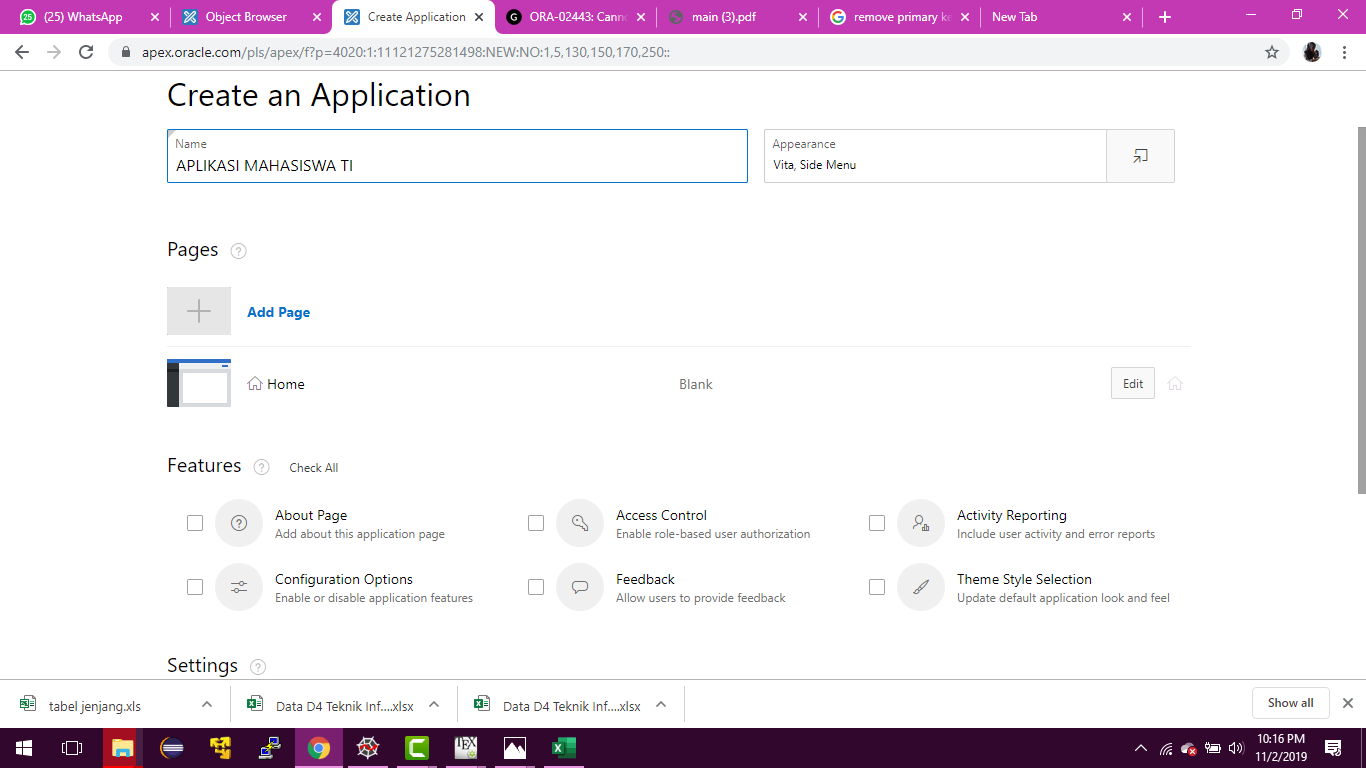 (25) WhatsApp
Object Browser
Create Application
ORA-02443: Canno
main (3).pdf
remove primary ke
New Tab
apex.oracle.com/pls/apex/f?p=4020:1:11121275281498:NEW:NO:1,5,130,150,170,250::
Create an Application
Name
APLIKASI MAHASISWA TI
Appearance
Vita, Side Menu
Pages
Add Page
Home
Blank
Edit
Features
Check All
About Page
Add about this application page
Access Control
Enable role-based user authorization
Activity Reporting
Include user activity and error reports
Configuration Options
Enable or disable application features
Feedback
Allow users to provide feedback
Theme Style Selection
Update default application look and feel
Settings
tabel jenjang.xls
Data D4 Teknik Inf....xlsx
Data D4 Teknik Inf....xlsx
Show all
10:16 PM
11/2/2019